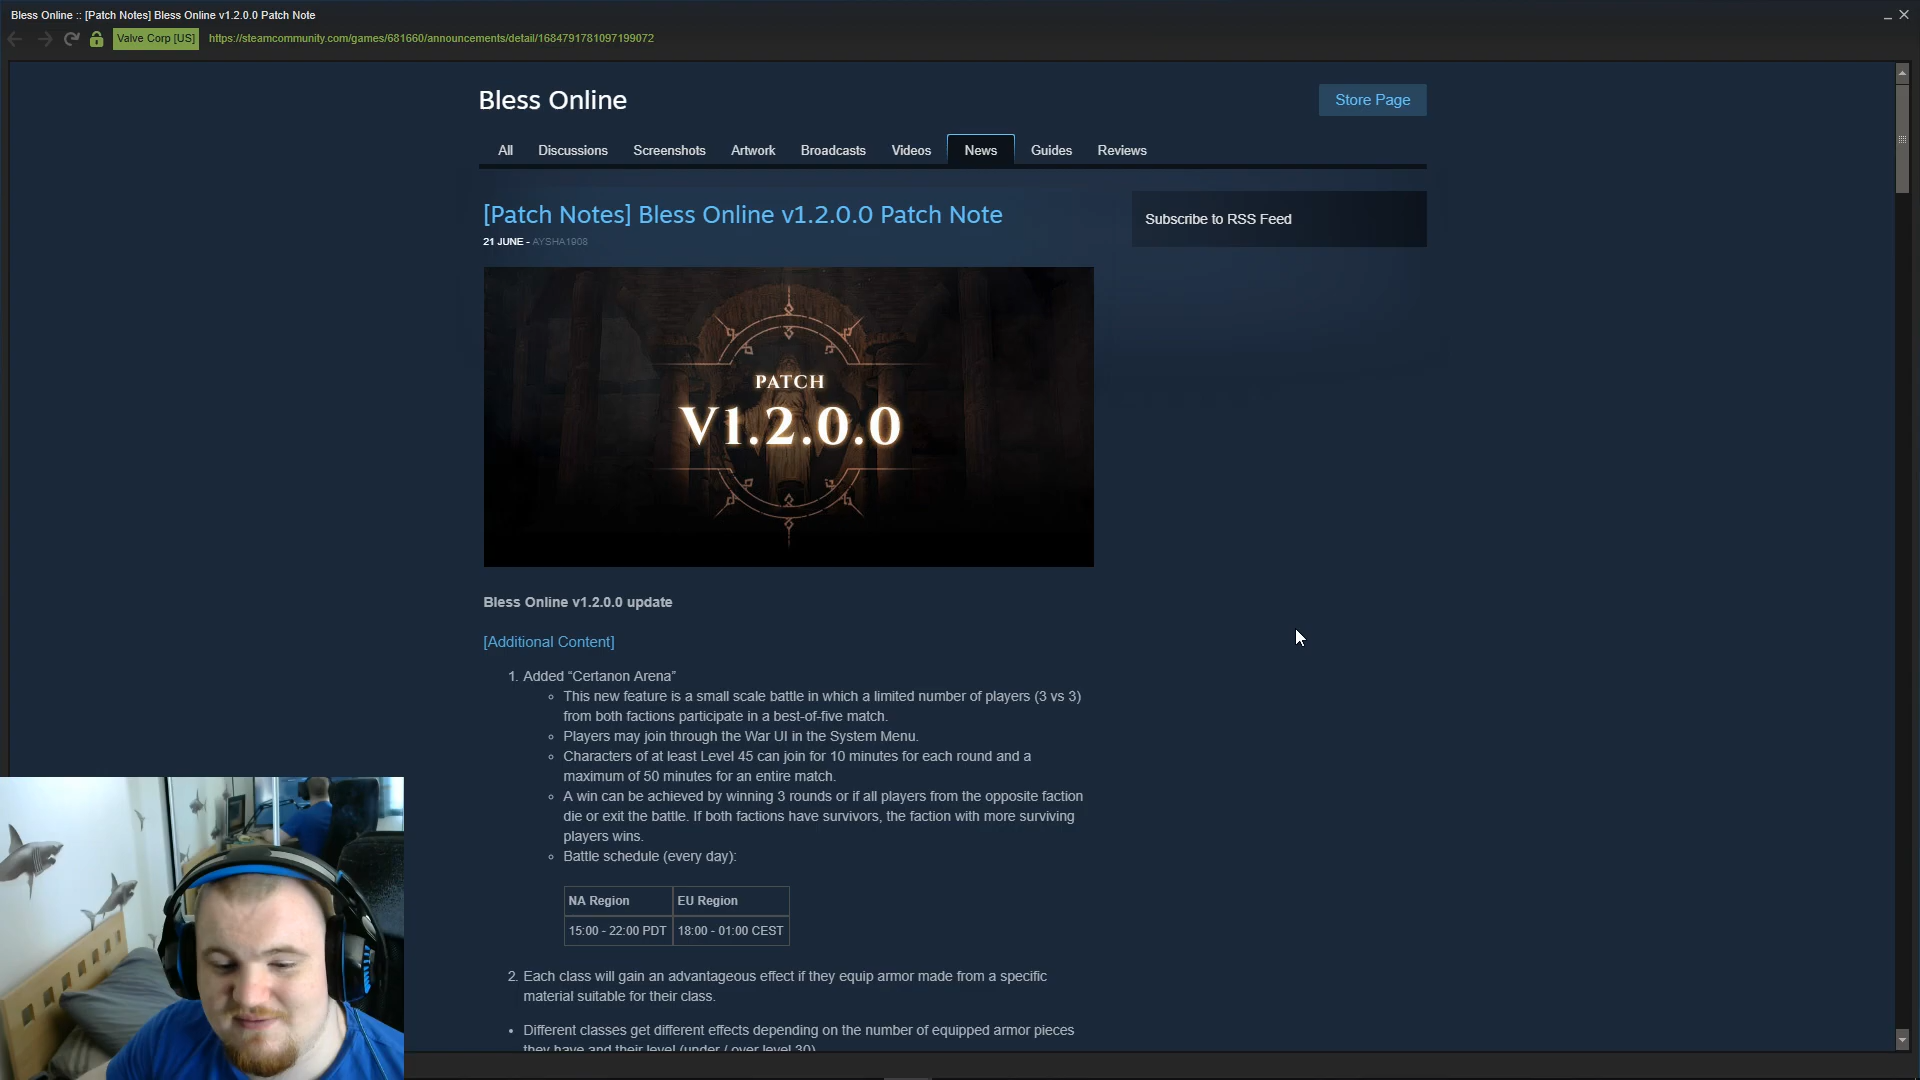 Bless Online :: [Patch Notes] Bless Online v1.2.0.0 Patch Note
Valve Corp [US] https://steamcommunity.com/games/681660/announcements/detail/1684791781097199072
Bless Online
Store Page
All Discussions Screenshots Artwork Broadcasts Videos News Guides Reviews
[Patch Notes] Bless Online v1.2.0.0 Patch Note
21 JUNE - AYSHA1908
Subscribe to RSS Feed
PATCH
V1.2.0.0
Bless Online v1.2.0.0 update
[Additional Content]
1. Added “Certanon Arena”
◦ This new feature is a small scale battle in which a limited number of players (3 vs 3)
from both factions participate in a best-of-five match.
◦ Players may join through the War UI in the System Menu.
◦ Characters of at least Level 45 can join for 10 minutes for each round and a
maximum of 50 minutes for an entire match.
◦ A win can be achieved by winning 3 rounds or if all players from the opposite faction
die or exit the battle. If both factions have survivors, the faction with more surviving
players wins.
◦ Battle schedule (every day):
NA Region EU Region
15:00 - 22:00 PDT 18:00 - 01:00 CEST
2. Each class will gain an advantageous effect if they equip armor made from a specific
material suitable for their class.
• Different classes get different effects depending on the number of equipped armor pieces
they have and their level (under / over level 30)